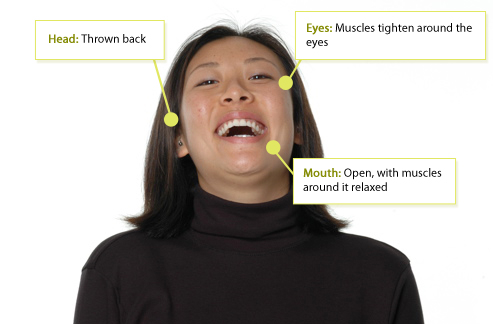 Head: Thrown back
Eyes: Muscles tighten around the
eyes
Mouth: Open, with muscles
around it relaxed